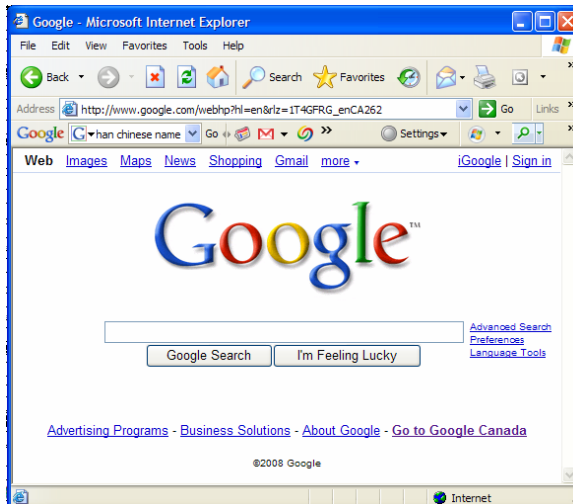 Google - Microsoft Internet Explorer
File Edit View Favorites Tools Help
Back Search Favorites
Address http://www.google.com/webhp?hl=en&rlz=1T4GFRG_enCA262 Go Links
Google G han chinese name Go Settings
Web Images Maps News Shopping Gmail more iGoogle | Sign in
Google™
Advanced Search
Preferences
Language Tools
Google Search I'm Feeling Lucky
Advertising Programs - Business Solutions - About Google - Go to Google Canada
©2008 Google
Internet